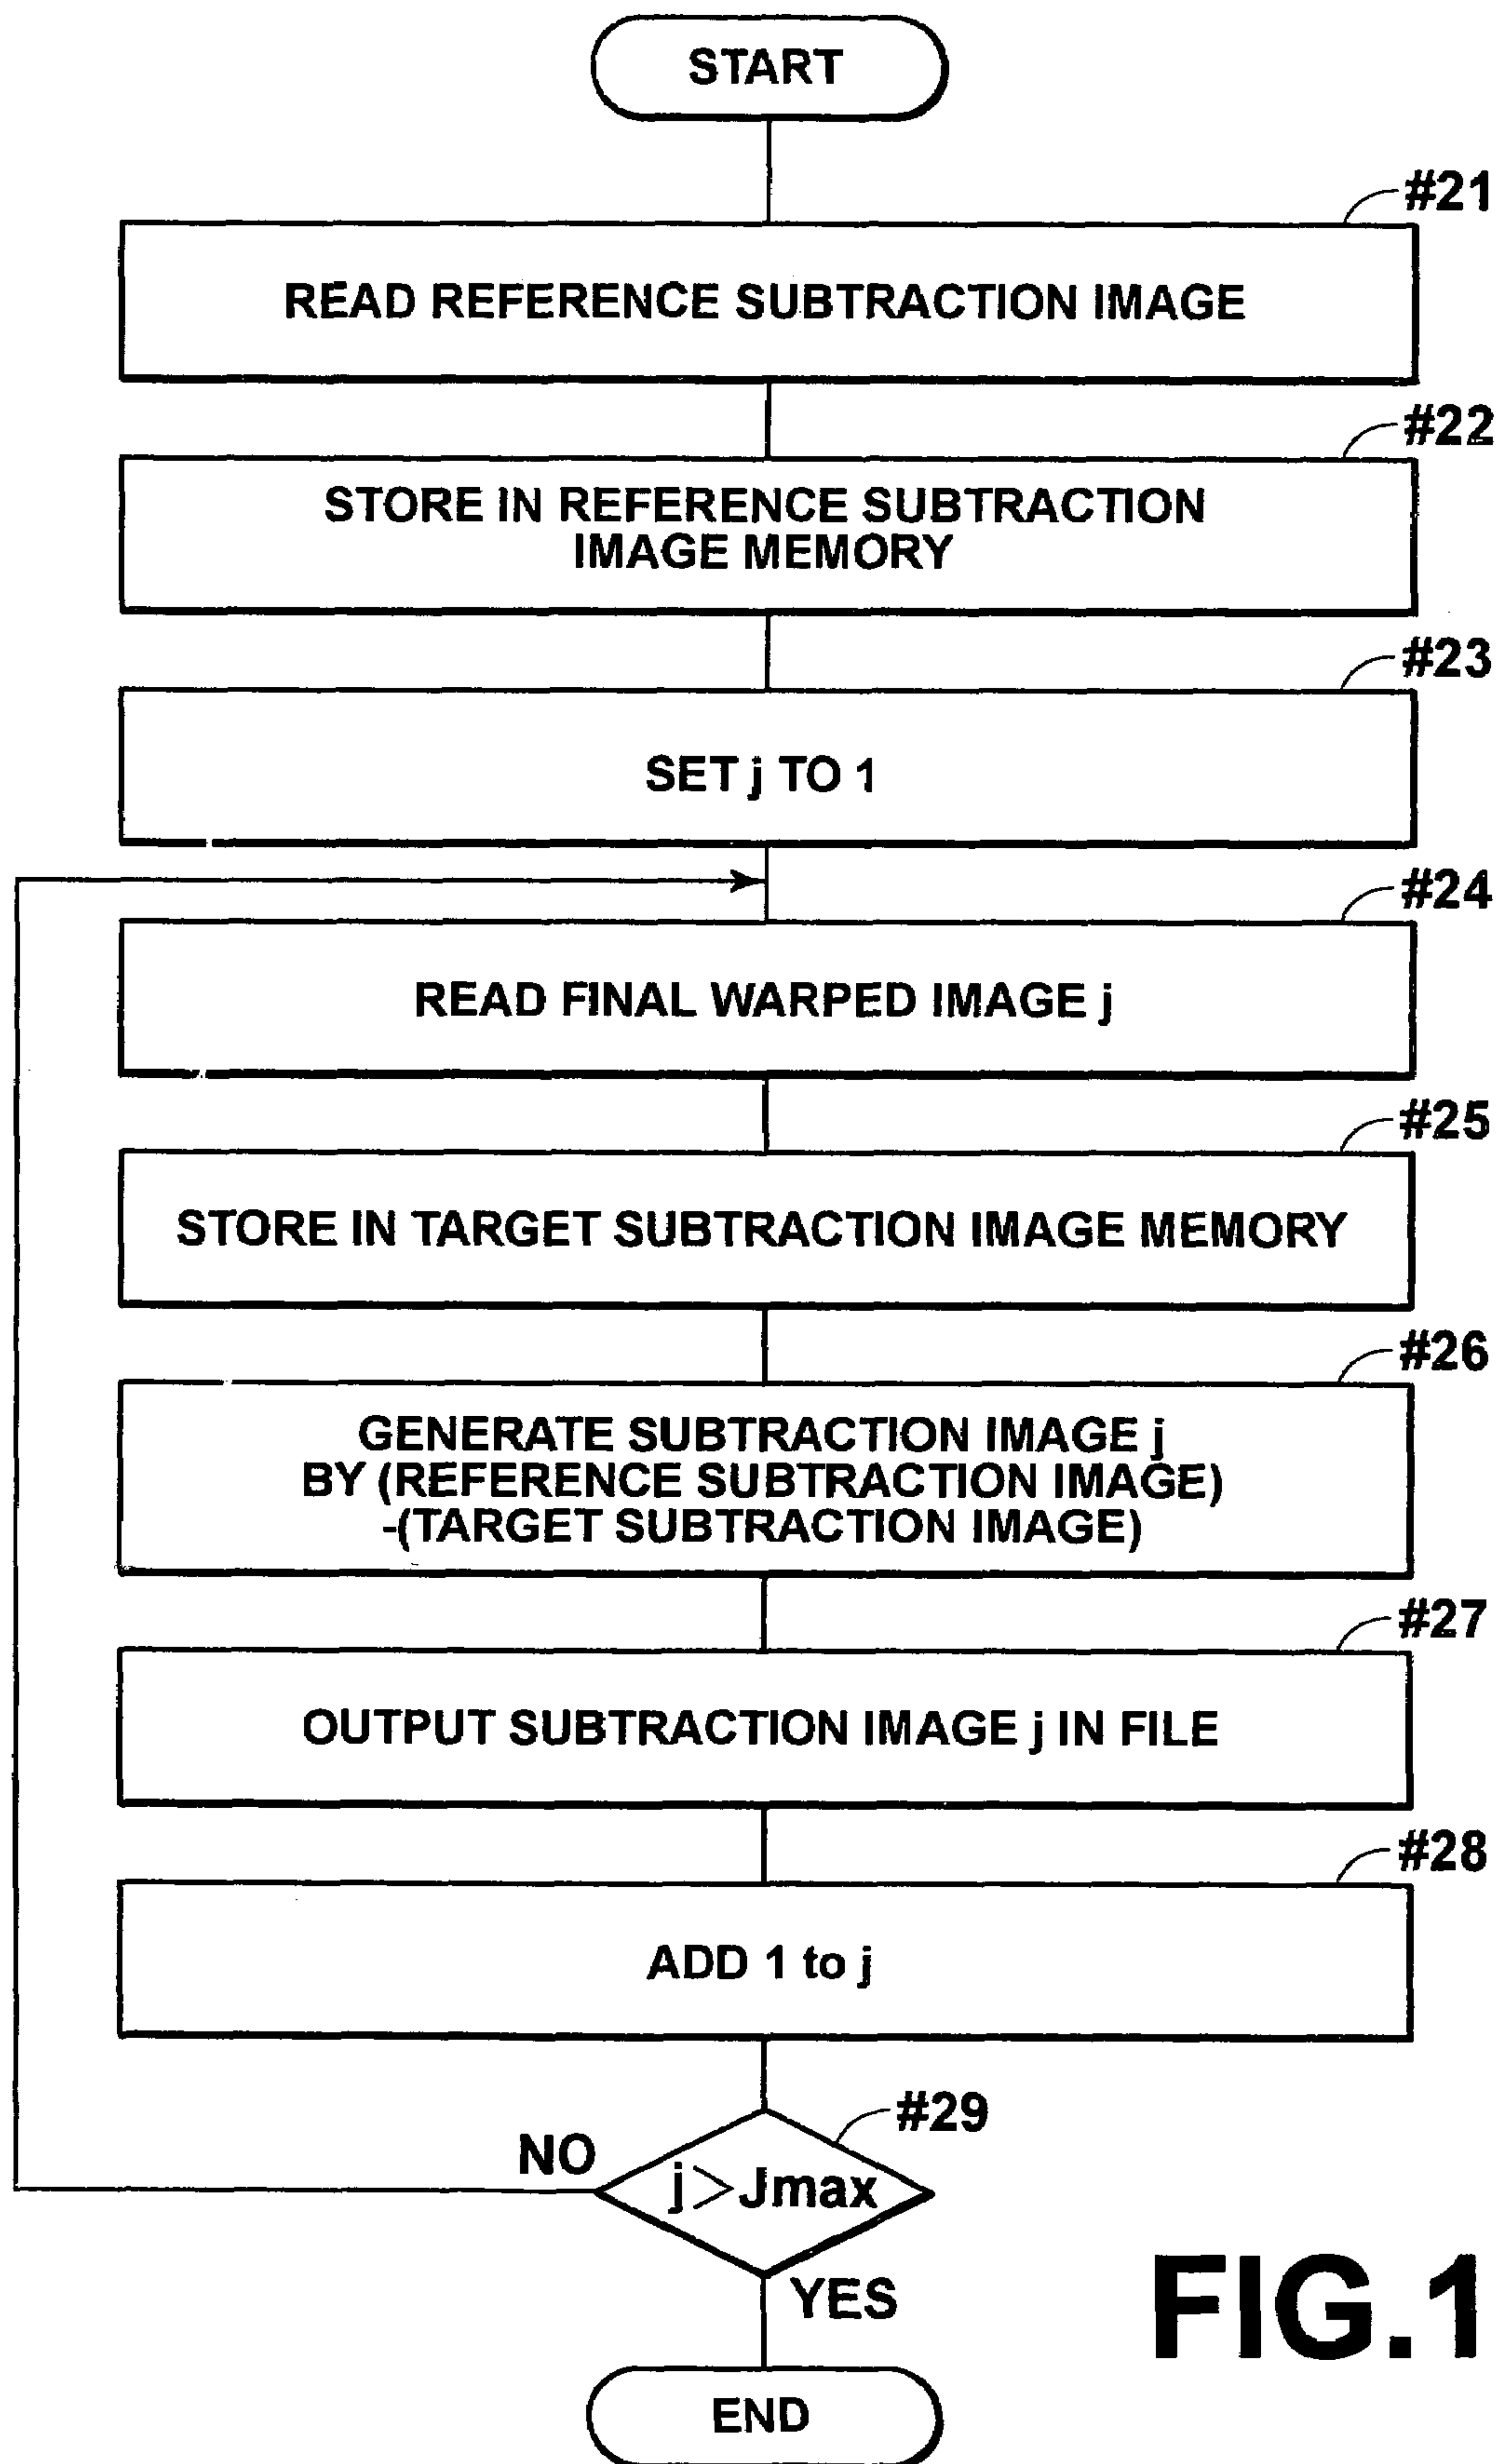 START
#21
READ REFERENCE SUBTRACTION IMAGE
#22
STORE IN REFERENCE SUBTRACTION
IMAGE MEMORY
#23
SET j TO 1
#24
READ FINAL WARPED IMAGE j
#25
STORE IN TARGET SUBTRACTION IMAGE MEMORY
#26
GENERATE SUBTRACTION IMAGE j
BY (REFERENCE SUBTRACTION IMAGE)
-(TARGET SUBTRACTION IMAGE)
#27
OUTPUT SUBTRACTION IMAGE j IN FILE
#28
ADD 1 to j
#29
NO
j>Jmax
YES
END
FIG.1